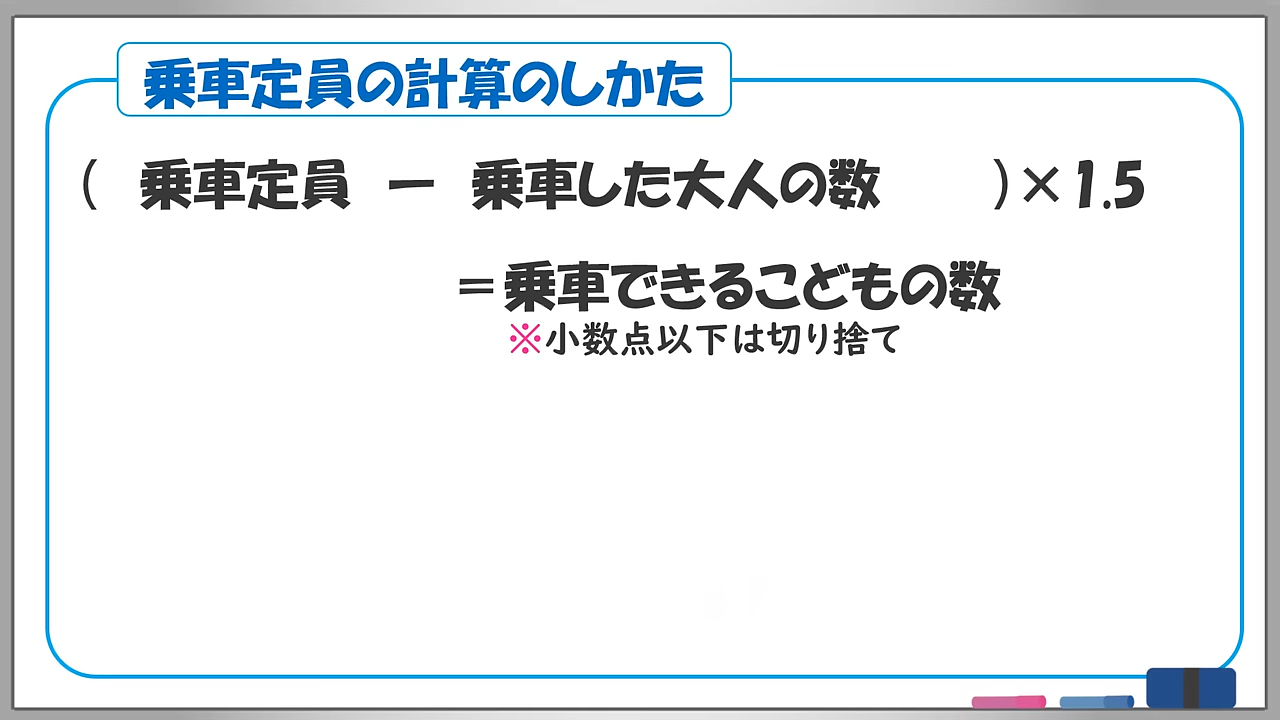 乗車定員の計算のしかた
( 乗車定員 ー 乗車した大人の数 )×1.5
＝乗車できるこどもの数
※小数点以下は切り捨て